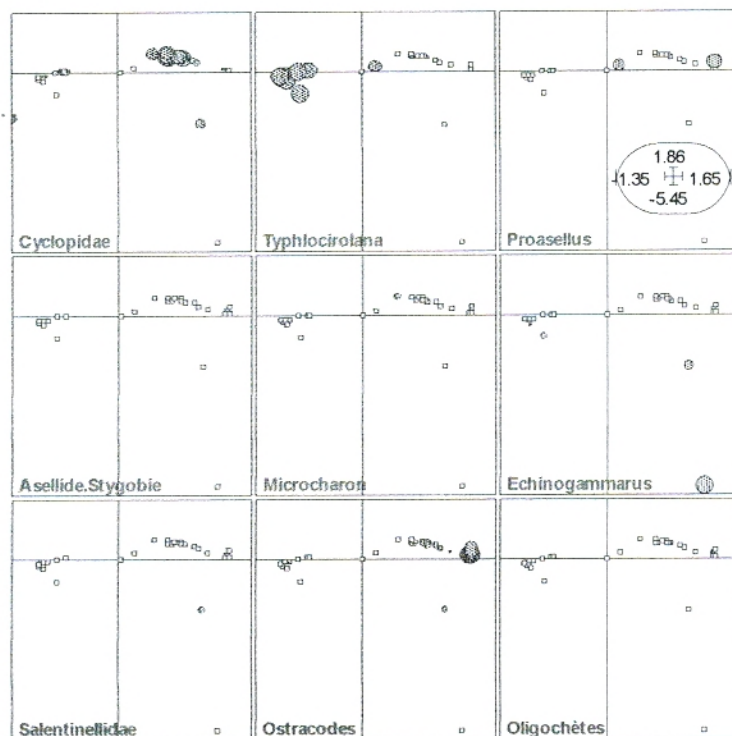 1.86
-1.35 1.65
-5.45
Cyclopidae Typhlocirolana Proasellus
Asellide.Stygobie Microcharon Echinogammarus
Salentinellidae Ostracodes Oligochètes